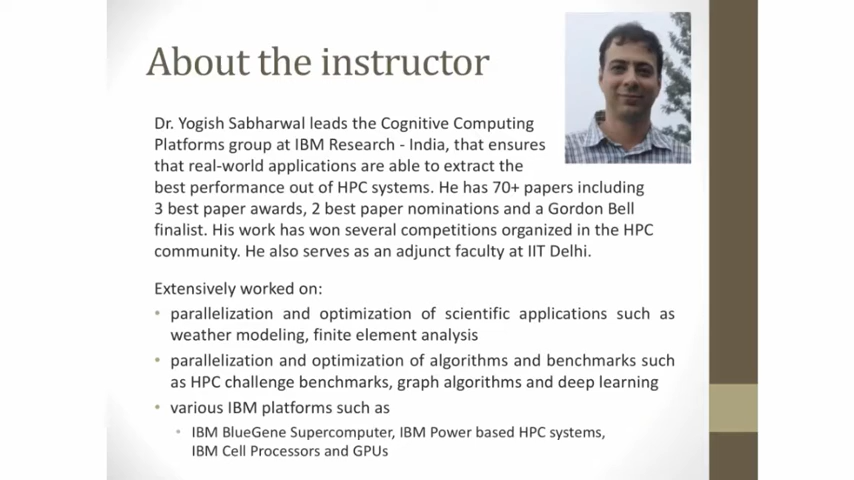 About the instructor
Dr. Yogish Sabharwal leads the Cognitive Computing
Platforms group at IBM Research - India, that ensures
that real-world applications are able to extract the
best performance out of HPC systems. He has 70+ papers including
3 best paper awards, 2 best paper nominations and a Gordon Bell
finalist. His work has won several competitions organized in the HPC
community. He also serves as an adjunct faculty at IIT Delhi.
Extensively worked on:
• parallelization and optimization of scientific applications such as
weather modeling, finite element analysis
• parallelization and optimization of algorithms and benchmarks such
as HPC challenge benchmarks, graph algorithms and deep learning
• various IBM platforms such as
• IBM BlueGene Supercomputer, IBM Power based HPC systems,
IBM Cell Processors and GPUs